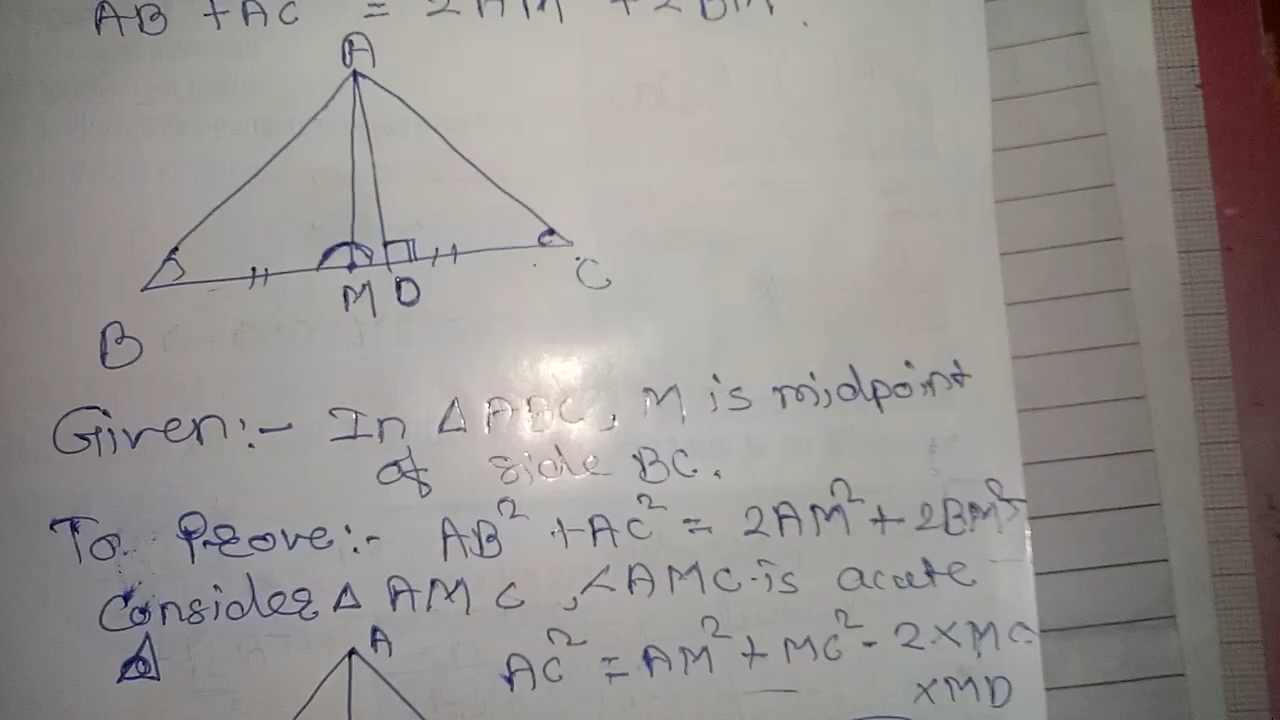 AB + AC = 2AM + 2BM.
A
M D
C
B
Given:- In △ ABC, M is midpoint
of side BC.
To Prove:- AB² + AC² = 2AM² + 2BM²
Consider △ AMC, ∠AMC is acute
A
AC² = AM² + MC² - 2 × MC
× MD